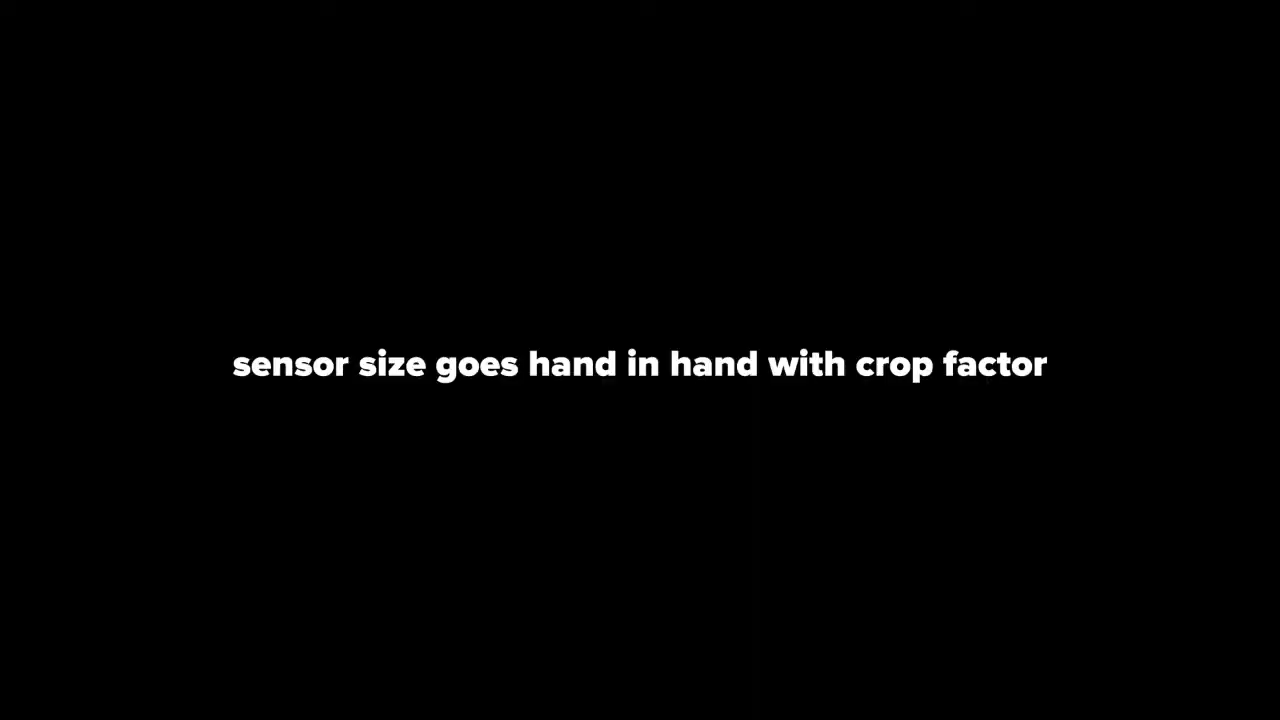 sensor size goes hand in hand with crop factor